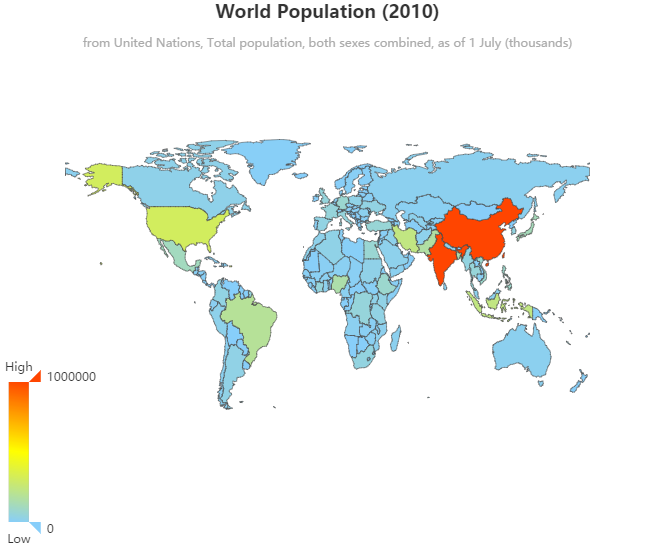 World Population (2010)
from United Nations, Total population, both sexes combined, as of 1 July (thousands)
High
1000000
0
Low